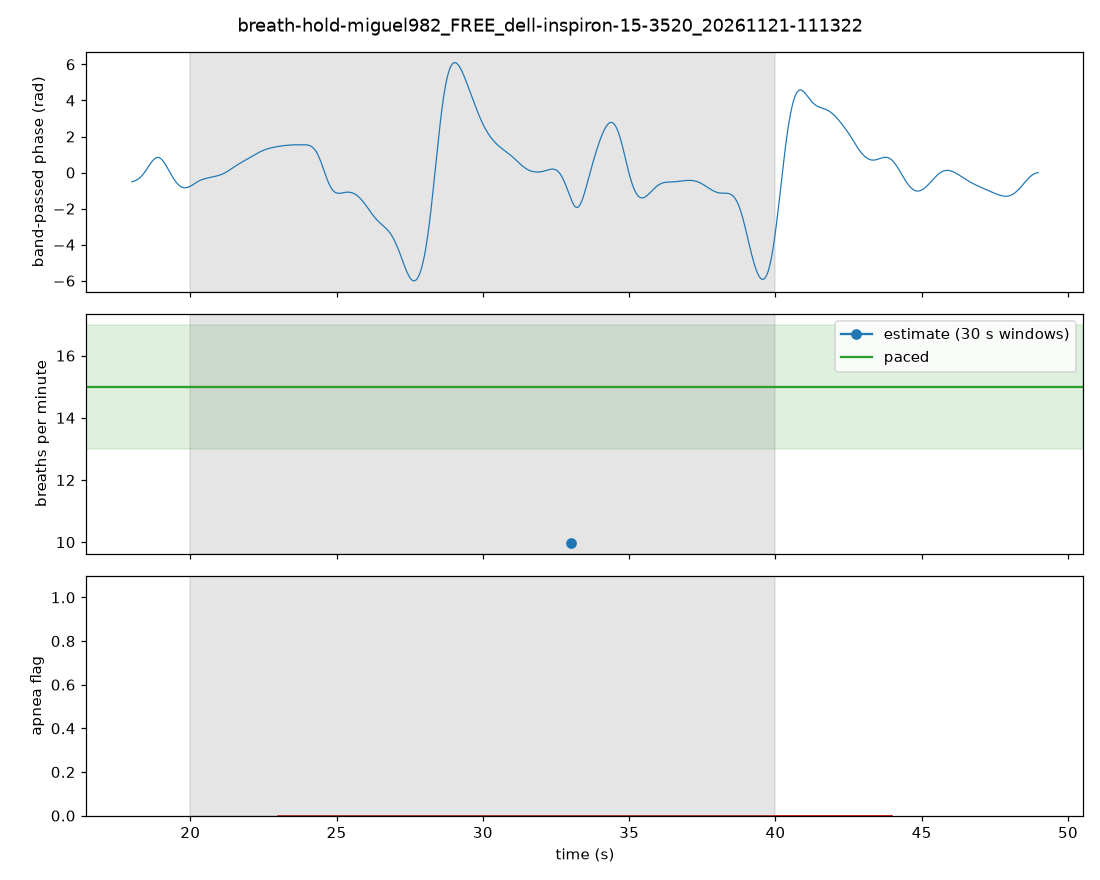 breath-hold-miguel982_FREE_dell-inspiron-15-3520_20261121-111322
band-passed phase (rad)
6
4
2
0
−2
−4
−6
breaths per minute
16
14
12
10
estimate (30 s windows)
paced
apnea flag
1.0
0.8
0.6
0.4
0.2
0.0
20 25 30 35 40 45 50
time (s)